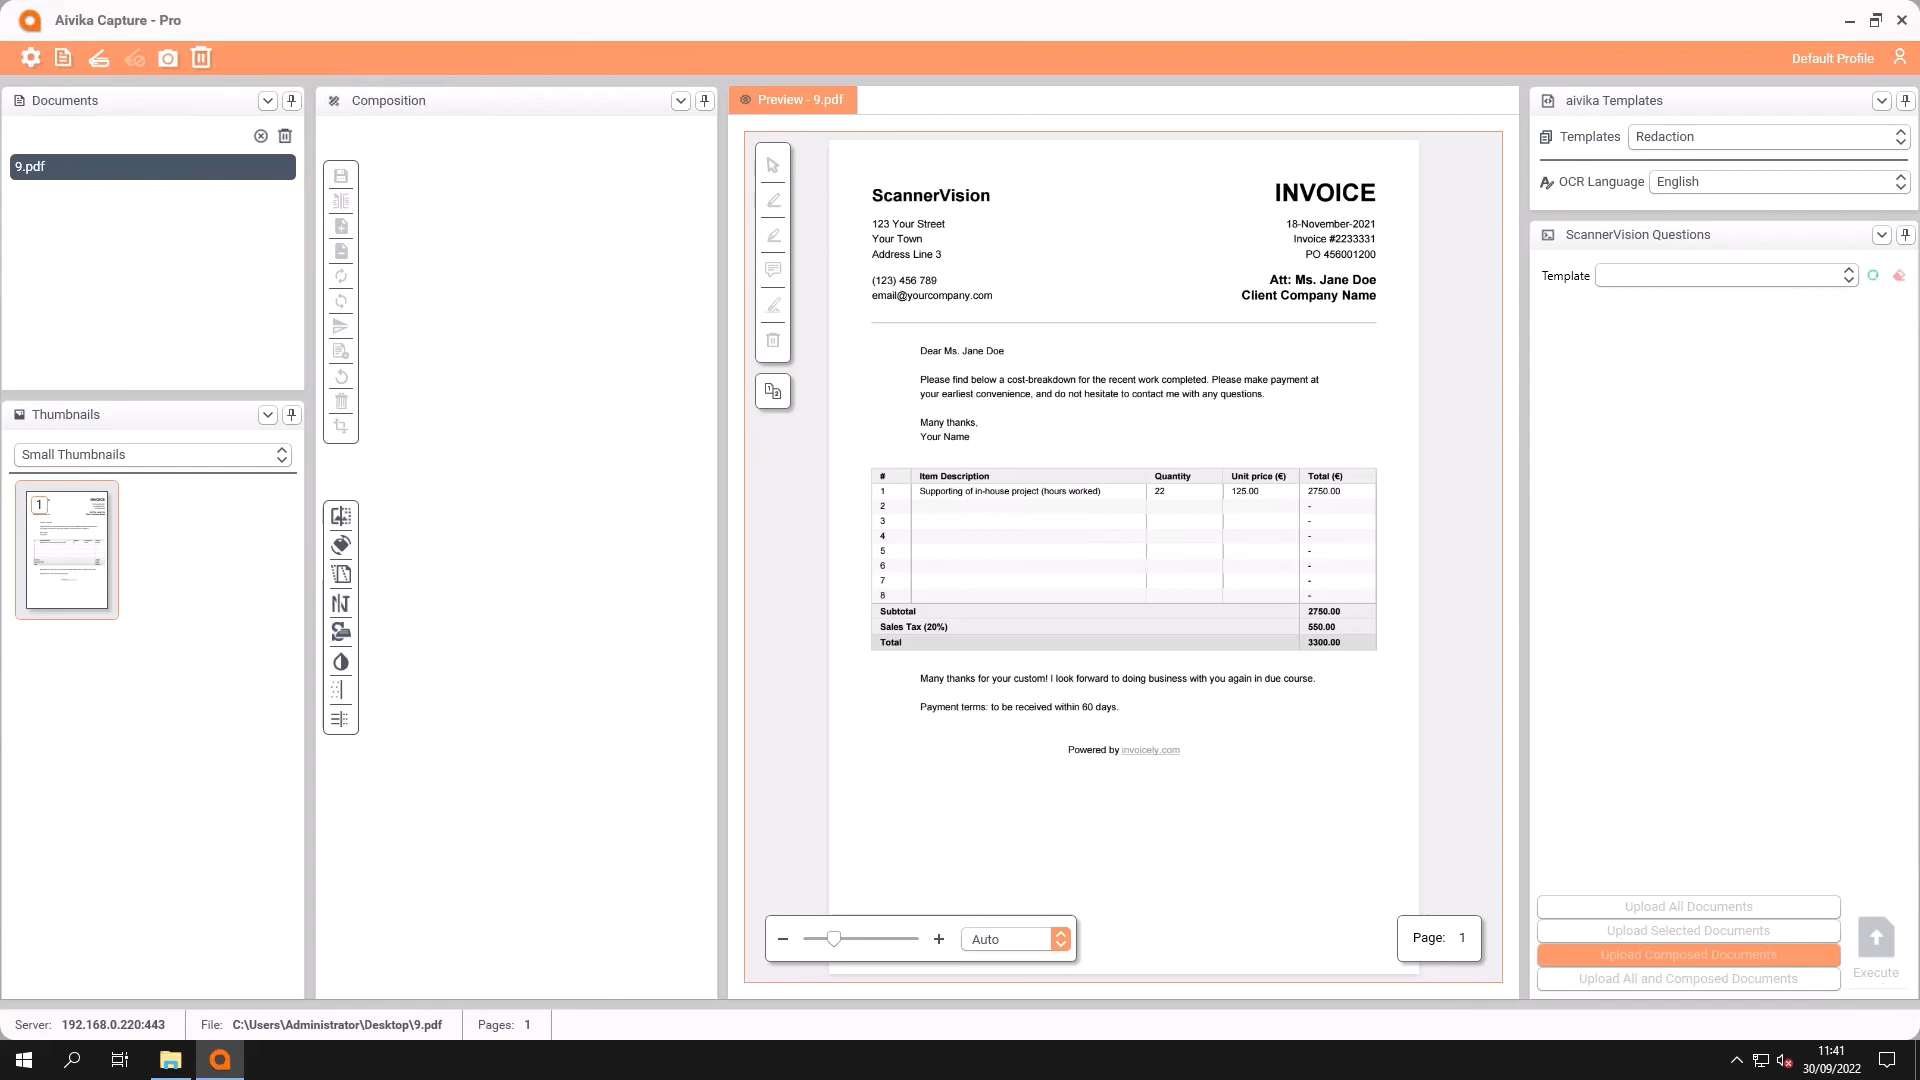 Aivika Capture - Pro
Default Profile
Documents
9.pdf
Thumbnails
Small Thumbnails
1
Composition
Preview - 9.pdf
ScannerVision
INVOICE
123 Your Street
18-November-2021
Your Town
Invoice #2233331
Address Line 3
PO 456001200
(123) 456 789
Att: Ms. Jane Doe
email@yourcompany.com
Client Company Name
Dear Ms. Jane Doe
Please find below a cost-breakdown for the recent work completed. Please make payment at
your earliest convenience, and do not hesitate to contact me with any questions.
Many thanks,
Your Name
# Item Description Quantity Unit price (€) Total (€)
1 Supporting of in-house project (hours worked) 22 125.00 2750.00
2 -
3 -
4 -
5 -
6 -
7 -
8 -
Subtotal 2750.00
Sales Tax (20%) 550.00
Total 3300.00
Many thanks for your custom! I look forward to doing business with you again in due course.
Payment terms: to be received within 60 days.
Powered by invoicely.com
Auto
Page: 1
aivika Templates
Templates Redaction
OCR Language English
ScannerVision Questions
Template
Upload All Documents
Upload Selected Documents
Upload Composed Documents
Upload All and Composed Documents
Execute
Server: 192.168.0.220:443 File: C:\Users\Administrator\Desktop\9.pdf Pages: 1
11:41
30/09/2022